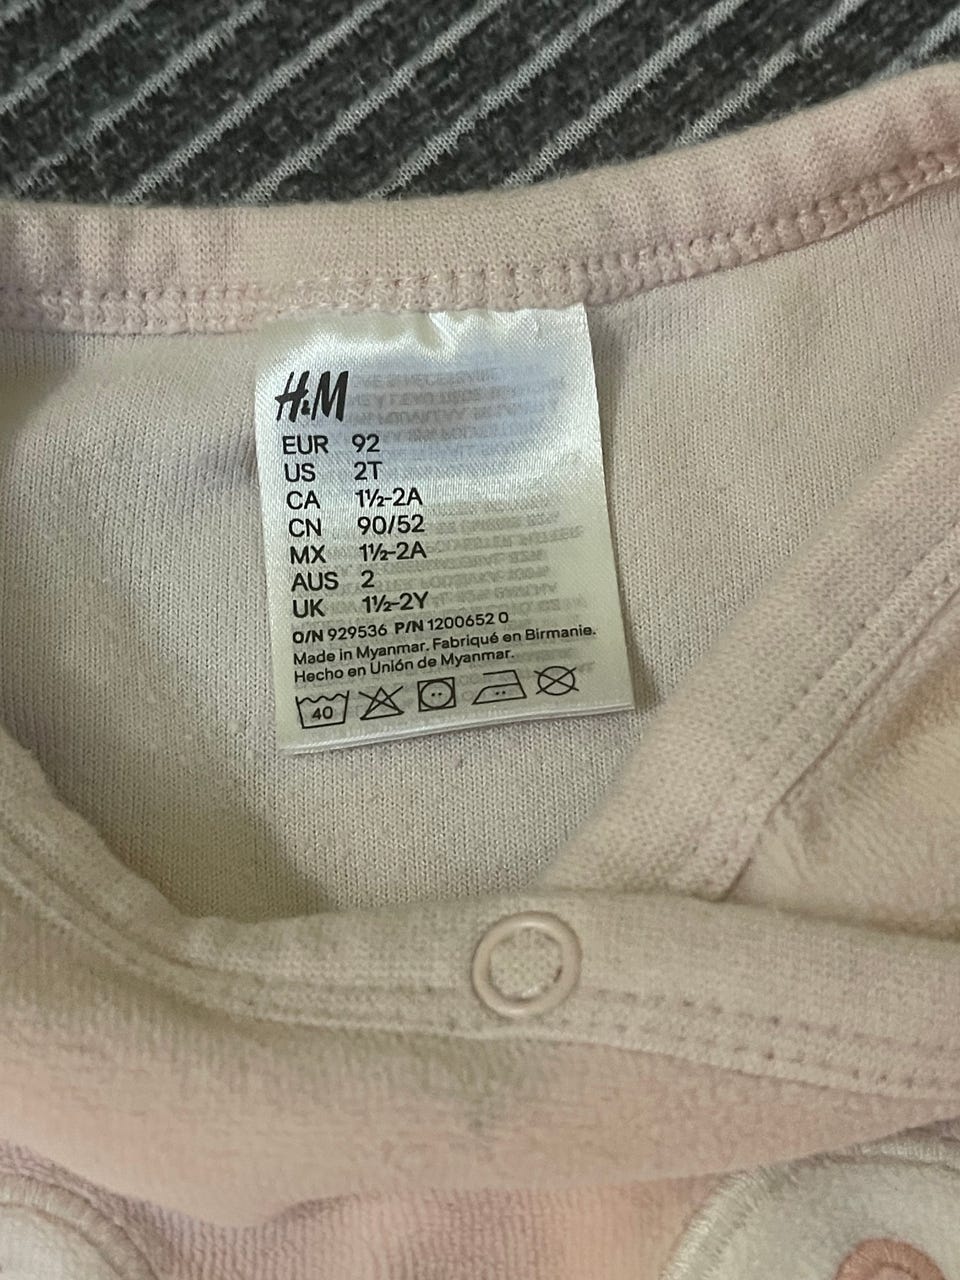 H&M
EUR 92
US 2T
CA 1½-2A
CN 90/52
MX 1½-2A
AUS 2
UK 1½-2Y
O/N 929536 P/N 1200652 0
Made in Myanmar. Fabriqué en Birmanie.
Hecho en Unión de Myanmar.
40